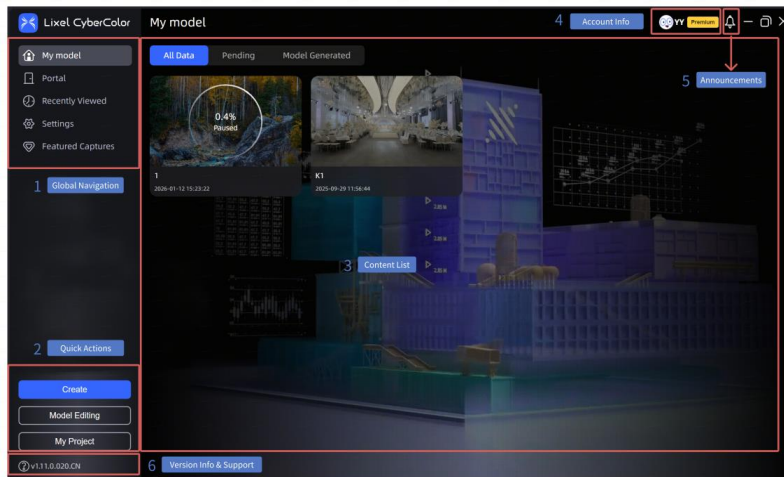 Lixel CyberColor
My model
4 Account Info
YY Premium
My model
Portal
Recently Viewed
Settings
Featured Captures
All Data Pending Model Generated
5 Announcements
0.4%
Paused
1
2026-01-12 15:23:22
K1
2025-09-29 11:56:44
1 Global Navigation
3 Content List
2 Quick Actions
Create
Model Editing
My Project
v1.11.0.020.CN
6 Version Info & Support